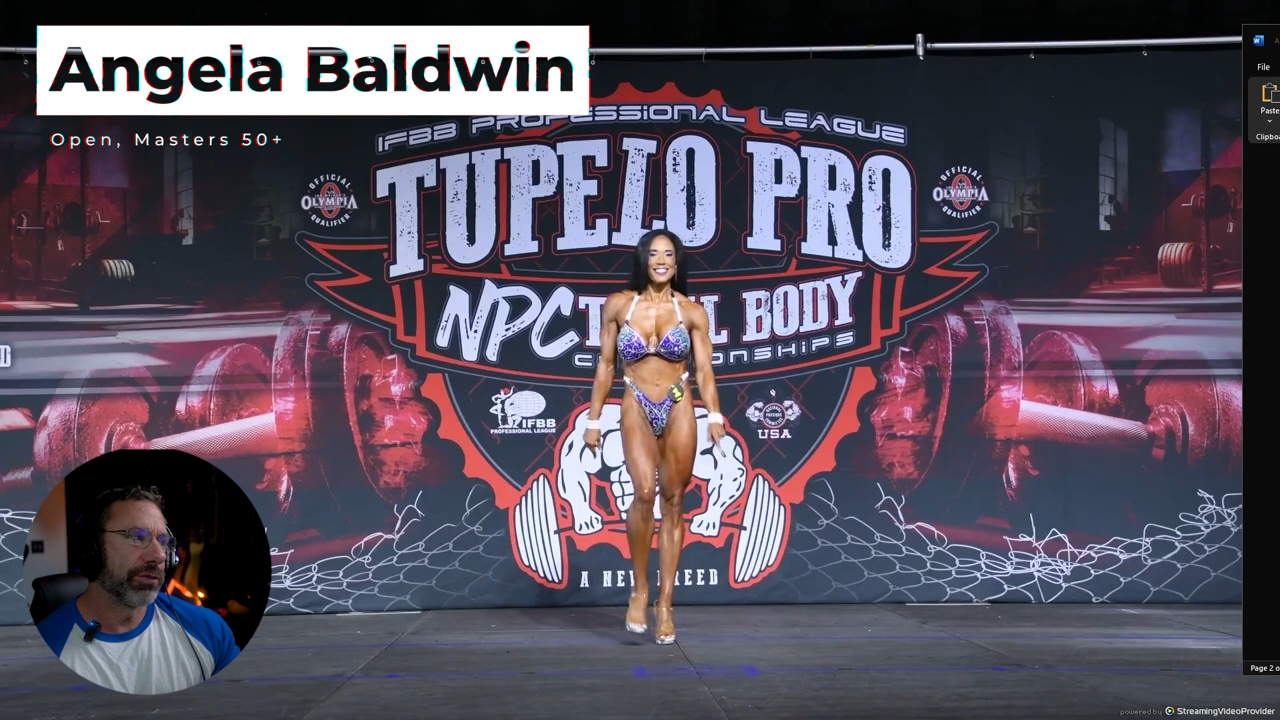 Angela Baldwin
Open, Masters 50+
IFBB PROFESSIONAL LEAGUE
TUPELO PRO
OFFICIAL
OLYMPIA
QUALIFIER
OFFICIAL
OLYMPIA
QUALIFIER
NPC BODY
IFBB
PROFESSIONAL LEAGUE
USA
A NEW BREED
File
Paste
Page 2
powered by StreamingVideoProvider